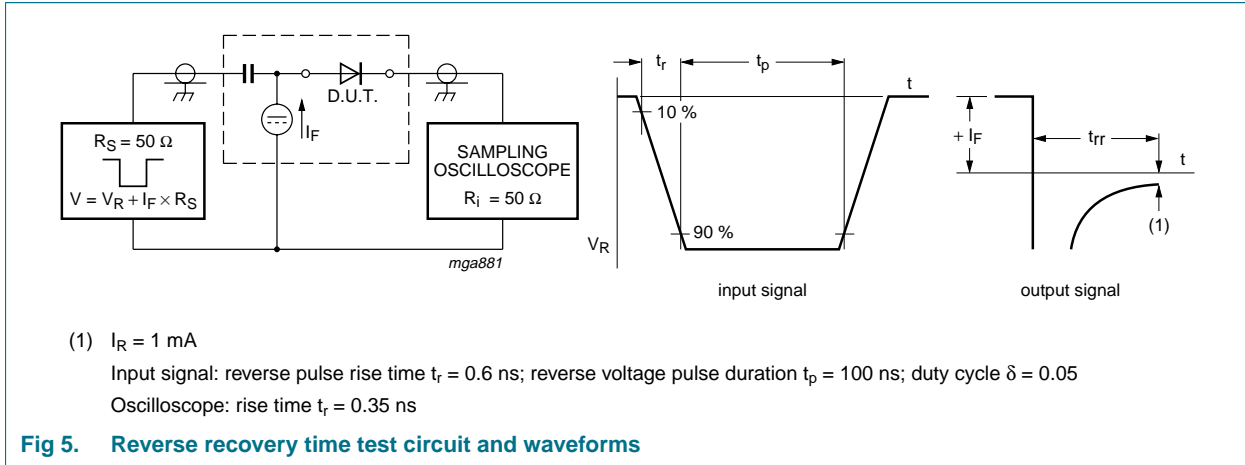 D.U.T.
I_F
R_S = 50 Ω
V = V_R + I_F × R_S
SAMPLING
OSCILLOSCOPE
R_i = 50 Ω
mga881
t_r
t_p
t
10 %
90 %
V_R
input signal
+ I_F
t_rr
t
(1)
output signal
(1) I_R = 1 mA
Input signal: reverse pulse rise time t_r = 0.6 ns; reverse voltage pulse duration t_p = 100 ns; duty cycle δ = 0.05
Oscilloscope: rise time t_r = 0.35 ns
Fig 5. Reverse recovery time test circuit and waveforms